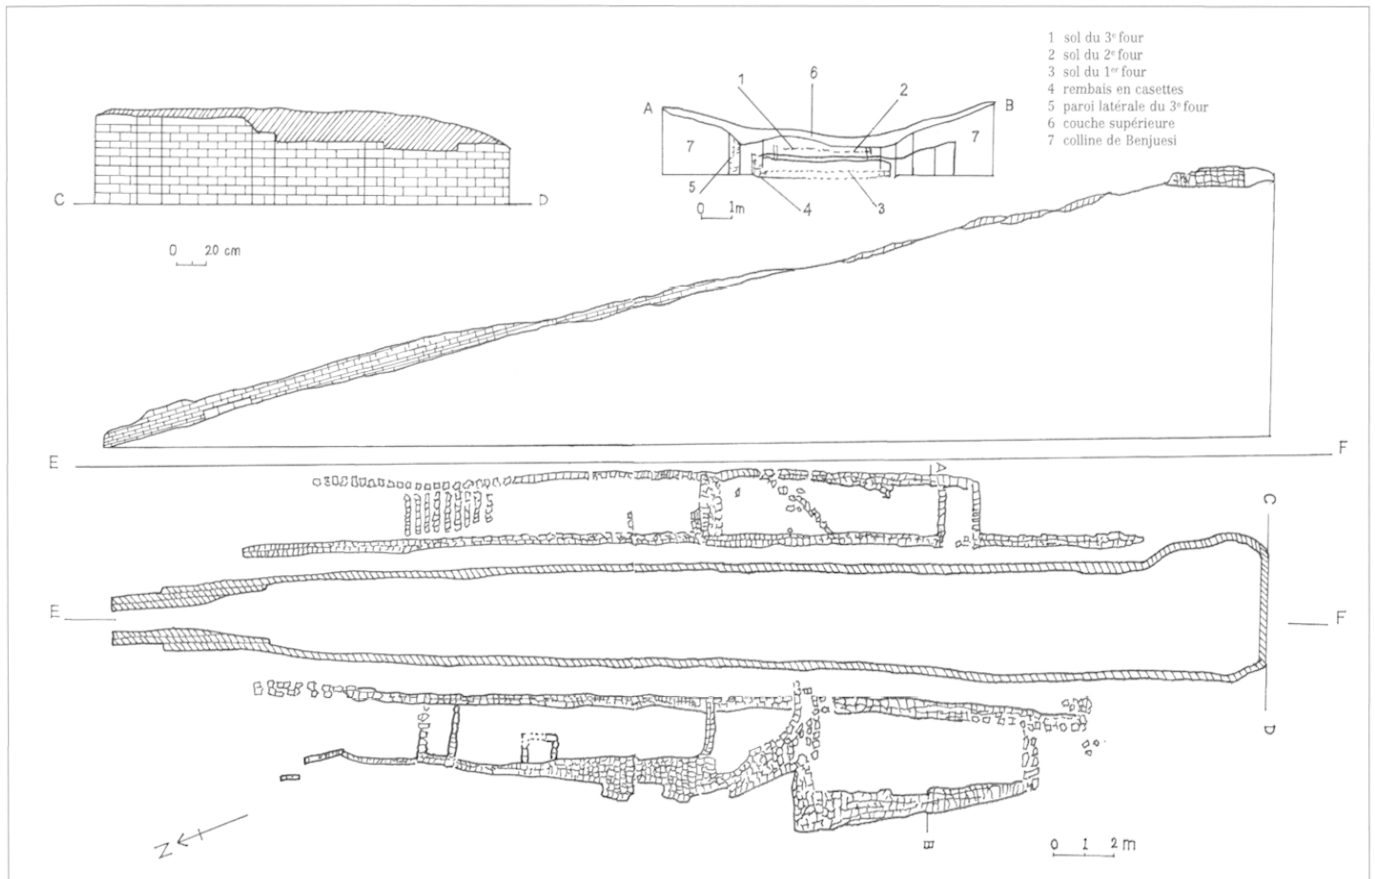 1 sol du 3e four
2 sol du 2e four
3 sol du 1er four
4 rembais en casettes
5 paroi latérale du 3e four
6 couche supérieure
7 colline de Benjuesi
1
6
2
A
B
7
7
5
0 1m
4
3
C
D
0 20 cm
E
F
A
C
E
F
D
N
B
0 1 2 m